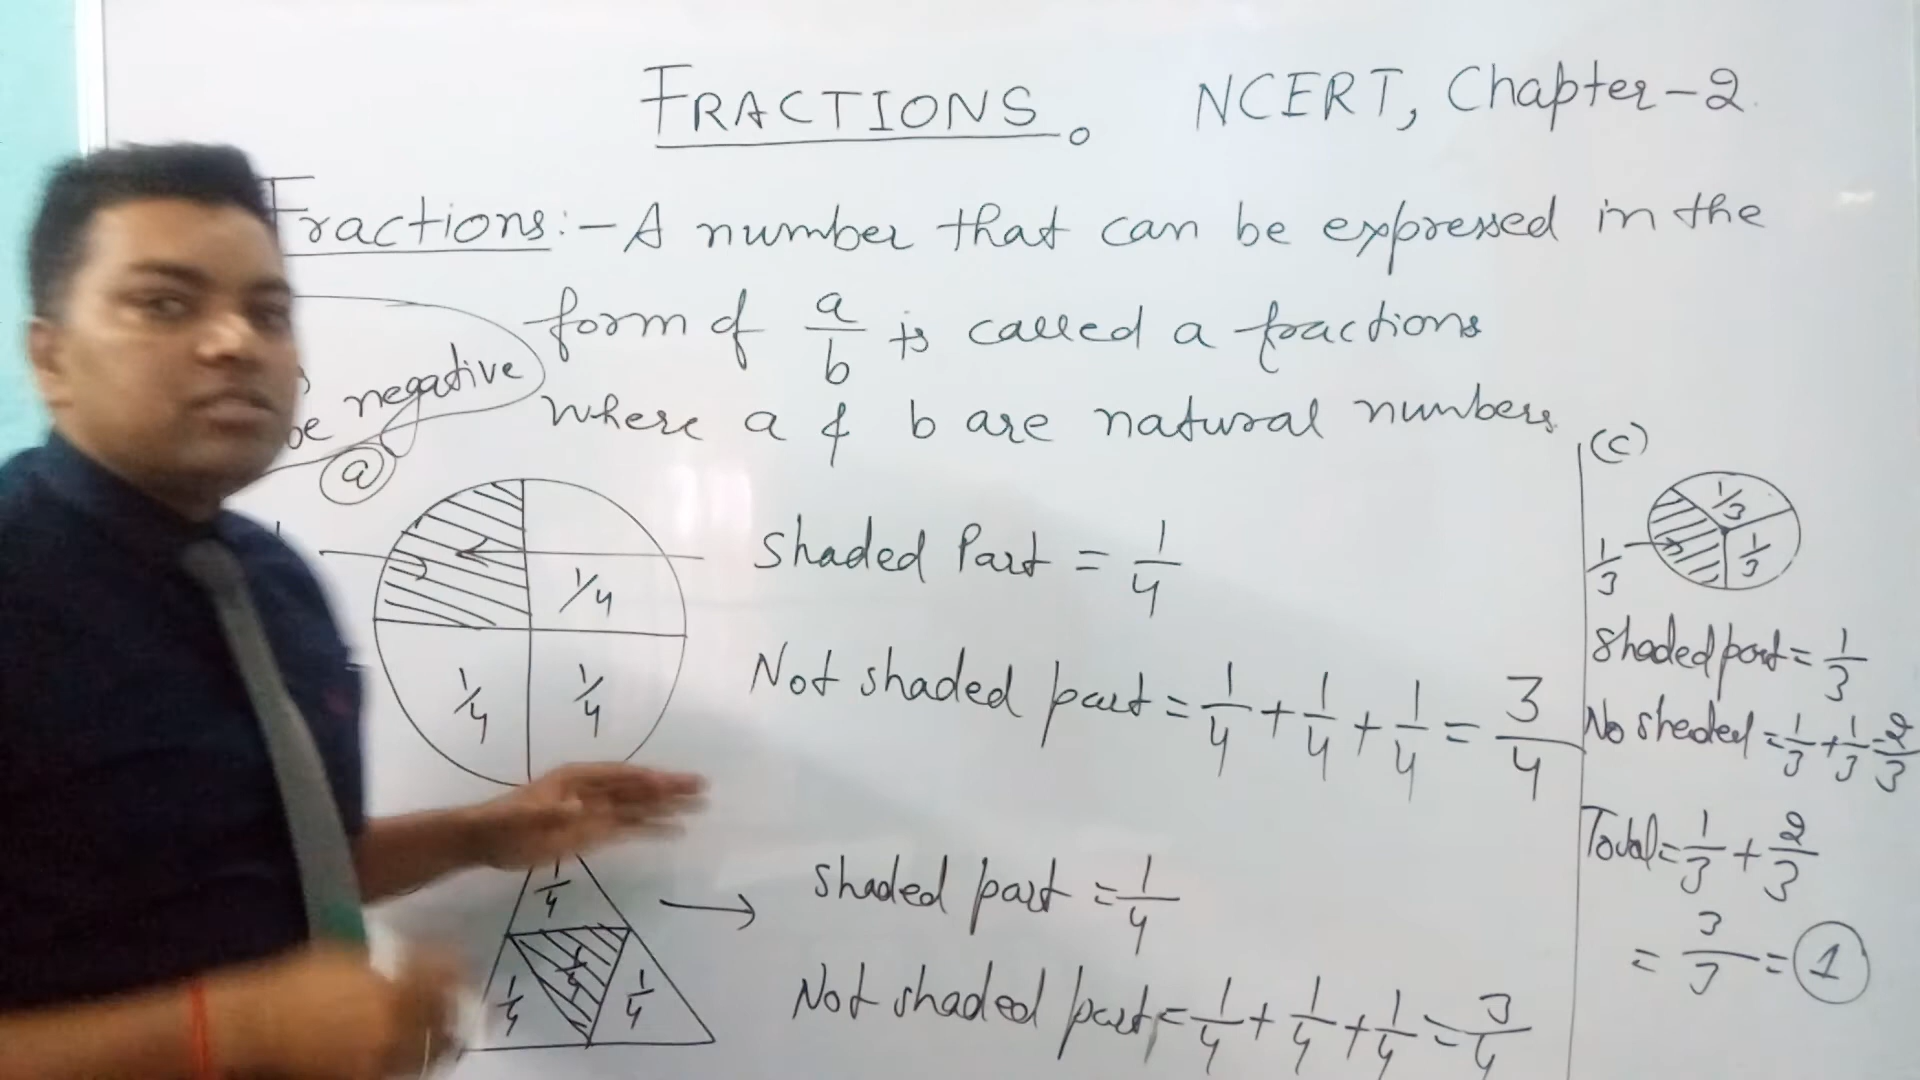 FRACTIONS. NCERT, Chapter-2.
Fractions:- A number that can be expressed in the
form of a/b is called a fractions
where a & b are natural numbers.
be negative
(a)
1/4
1/4 1/4
Shaded Part = 1/4
Not shaded part = 1/4 + 1/4 + 1/4 = 3/4
1/4
1/4 1/4 1/4
shaded part = 1/4
Not shaded part = 1/4 + 1/4 + 1/4 = 3/4
(c)
1/3
1/3 1/3
Shaded part = 1/3
No sheded = 1/3 + 1/3 = 2/3
Total = 1/3 + 2/3
= 3/3 = 1